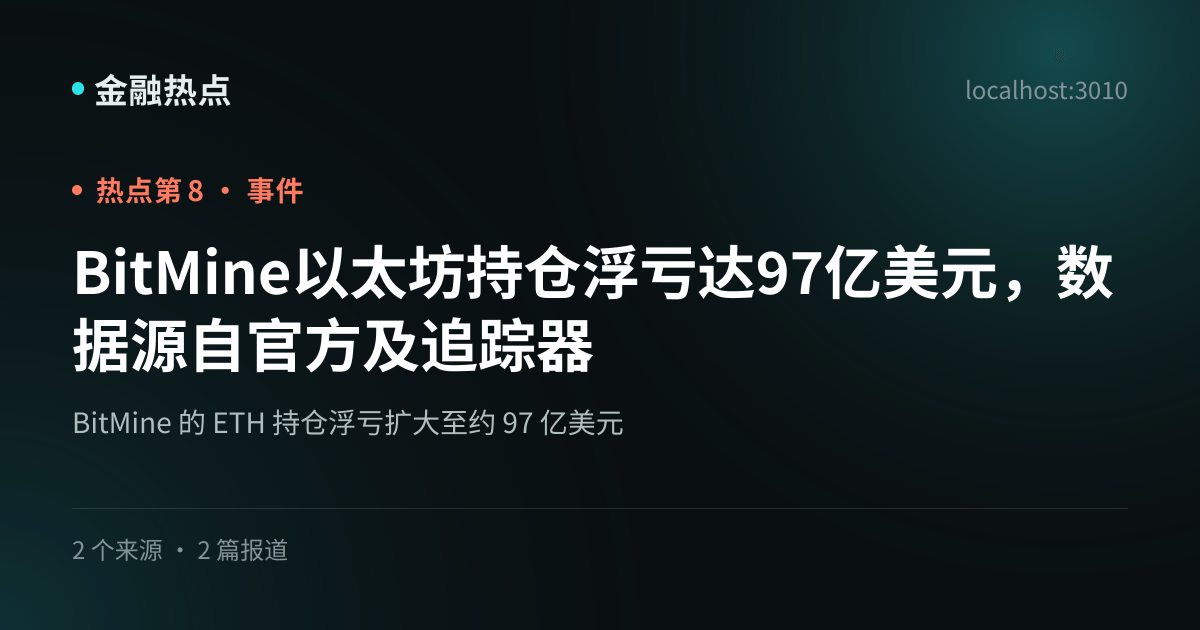 金融热点
localhost:3010
热点第 8 · 事件
BitMine以太坊持仓浮亏达97亿美元，数
据源自官方及追踪器
BitMine 的 ETH 持仓浮亏扩大至约 97 亿美元
2 个来源 · 2 篇报道